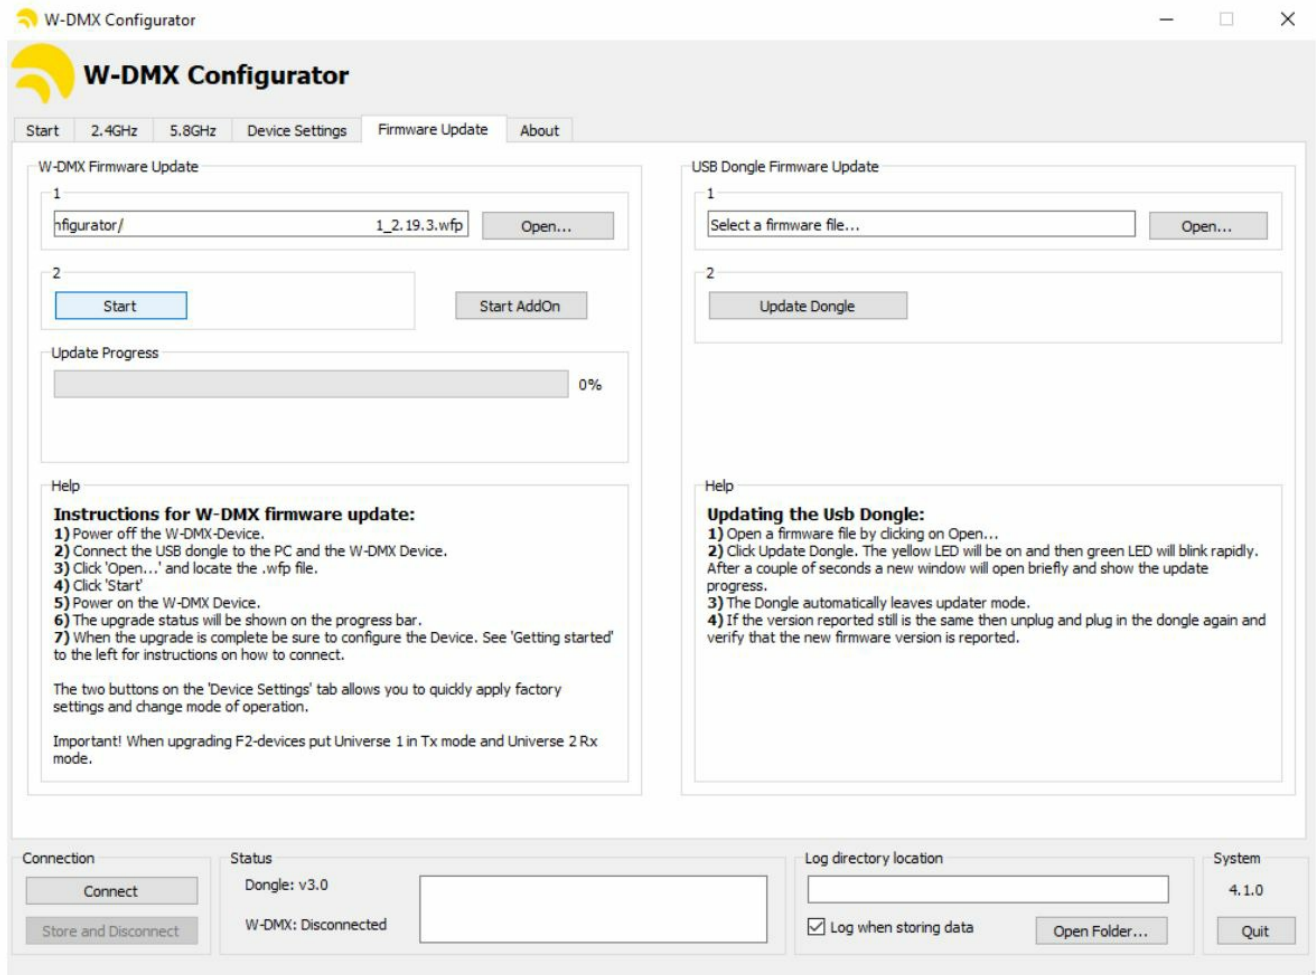 W-DMX Configurator
W-DMX Configurator
Start 2.4GHz 5.8GHz Device Settings Firmware Update About
W-DMX Firmware Update
1
nfigurator/ 1_2.19.3.wfp Open...
2
Start Start AddOn
Update Progress
0%
Help
Instructions for W-DMX firmware update:
1) Power off the W-DMX-Device.
2) Connect the USB dongle to the PC and the W-DMX Device.
3) Click 'Open...' and locate the .wfp file.
4) Click 'Start'
5) Power on the W-DMX Device.
6) The upgrade status will be shown on the progress bar.
7) When the upgrade is complete be sure to configure the Device. See 'Getting started'
to the left for instructions on how to connect.
The two buttons on the 'Device Settings' tab allows you to quickly apply factory
settings and change mode of operation.
Important! When upgrading F2-devices put Universe 1 in Tx mode and Universe 2 Rx
mode.
USB Dongle Firmware Update
1
Select a firmware file... Open...
2
Update Dongle
Help
Updating the Usb Dongle:
1) Open a firmware file by clicking on Open...
2) Click Update Dongle. The yellow LED will be on and then green LED will blink rapidly.
After a couple of seconds a new window will open briefly and show the update
progress.
3) The Dongle automatically leaves updater mode.
4) If the version reported still is the same then unplug and plug in the dongle again and
verify that the new firmware version is reported.
Connection
Connect
Store and Disconnect
Status
Dongle: v3.0
W-DMX: Disconnected
Log directory location
Log when storing data Open Folder...
System
4.1.0
Quit